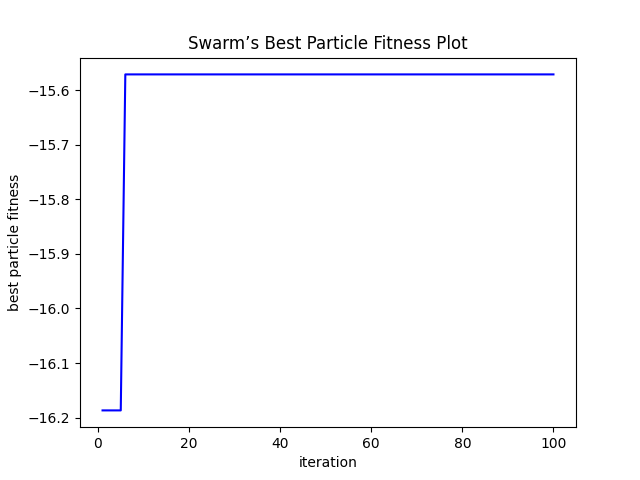 Swarm’s Best Particle Fitness Plot
best particle fitness
−15.6
−15.7
−15.8
−15.9
−16.0
−16.1
−16.2
0 20 40 60 80 100
iteration